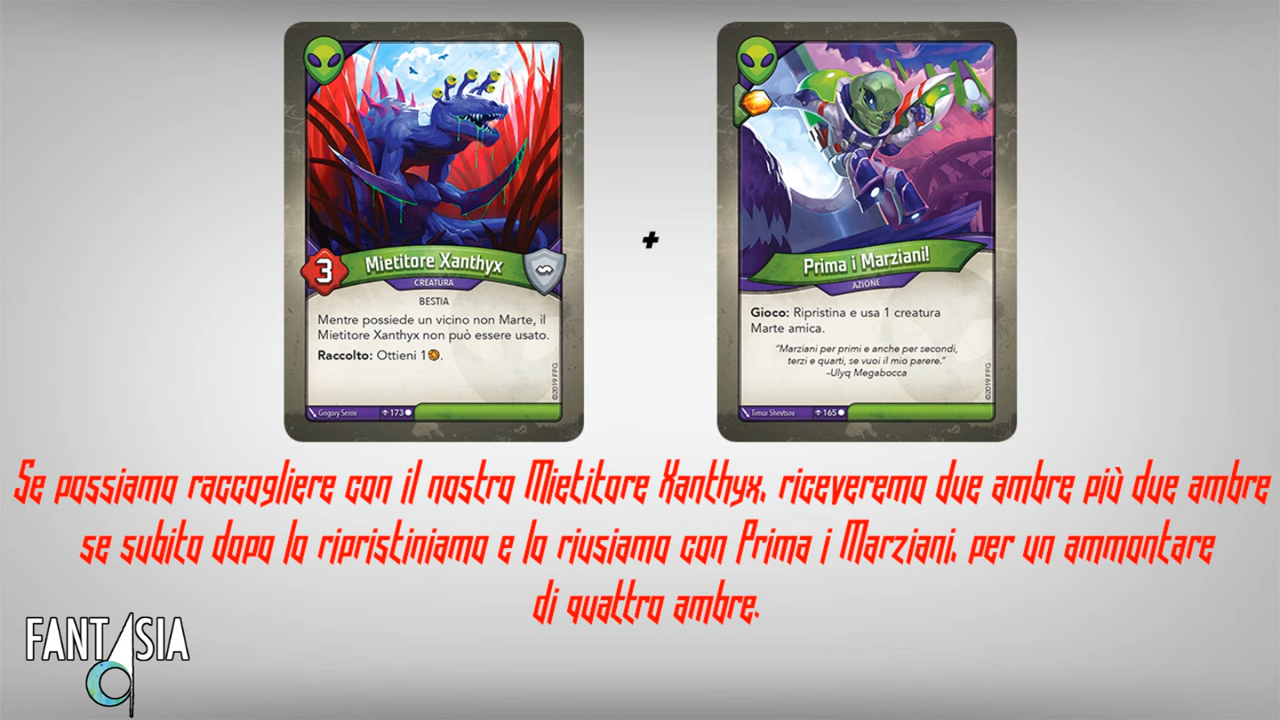 3
Mietitore Xanthyx
CREATURA
BESTIA
Mentre possiede un vicino non Marte, il
Mietitore Xanthyx non può essere usato.
Raccolto: Ottieni 1.
©2019 FFG
Grigory Serov
173
+
Prima i Marziani!
AZIONE
Gioco: Ripristina e usa 1 creatura
Marte amica.
“Marziani per primi e anche per secondi,
terzi e quarti, se vuoi il mio parere.”
-Ulyq Megabocca
©2019 FFG
Timur Shevtsov
165
Se possiamo raccogliere con il nostro Mietitore Xanthyx, riceveremo due ambre più due ambre
se subito dopo lo ripristiniamo e lo riusiamo con Prima i Marziani, per un ammontare
di quattro ambre.
FANTASIA